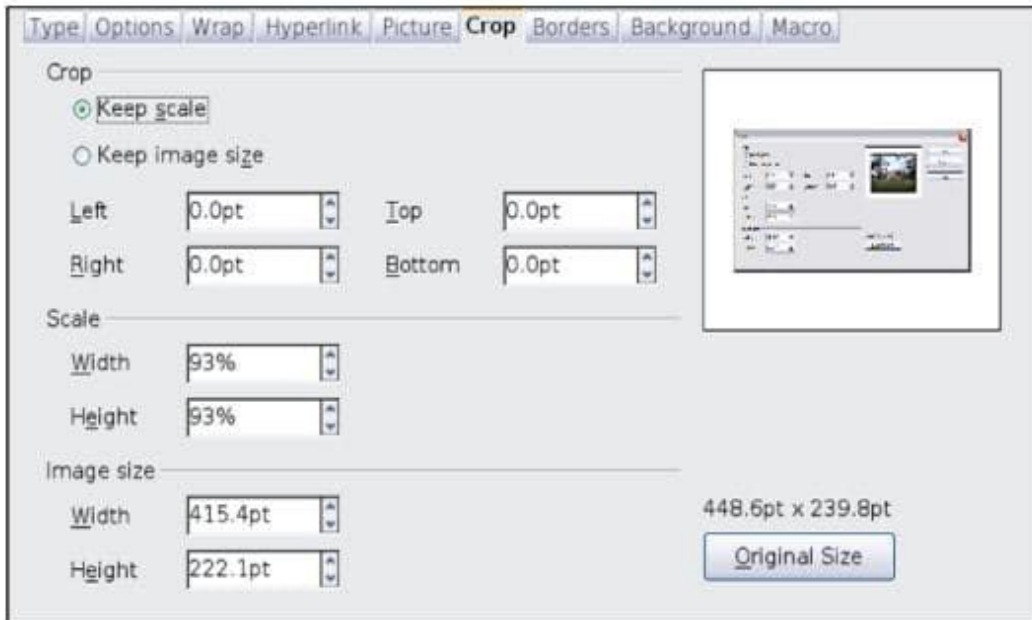 Type Options Wrap Hyperlink Picture Crop Borders Background Macro
Crop
Keep scale
Keep image size
Left 0.0pt Top 0.0pt
Right 0.0pt Bottom 0.0pt
Scale
Width 93%
Height 93%
Image size
Width 415.4pt
Height 222.1pt
448.6pt x 239.8pt
Original Size